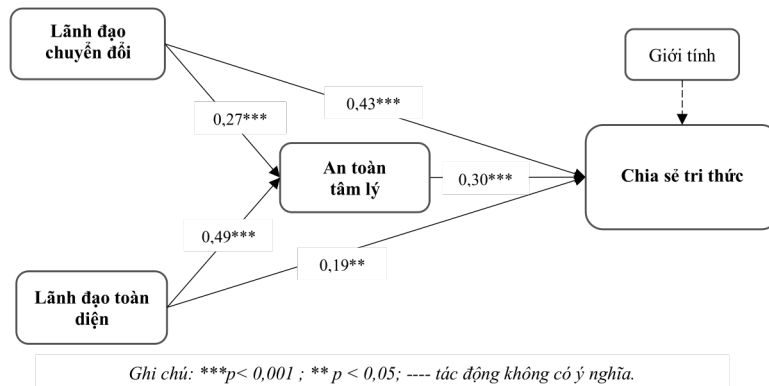 Lãnh đạo
chuyển đổi
Giới tính
0,43***
0,27***
An toàn
tâm lý
0,30***
Chia sẻ tri thức
0,49***
0,19**
Lãnh đạo toàn
diện
Ghi chú: ***p< 0,001 ; ** p < 0,05; ---- tác động không có ý nghĩa.